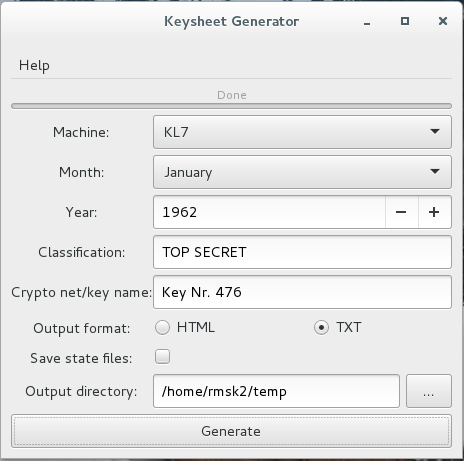 Keysheet Generator
Help
Done
Machine: KL7
Month: January
Year: 1962
Classification: TOP SECRET
Crypto net/key name: Key Nr. 476
Output format: HTML TXT
Save state files:
Output directory: /home/rmsk2/temp ...
Generate